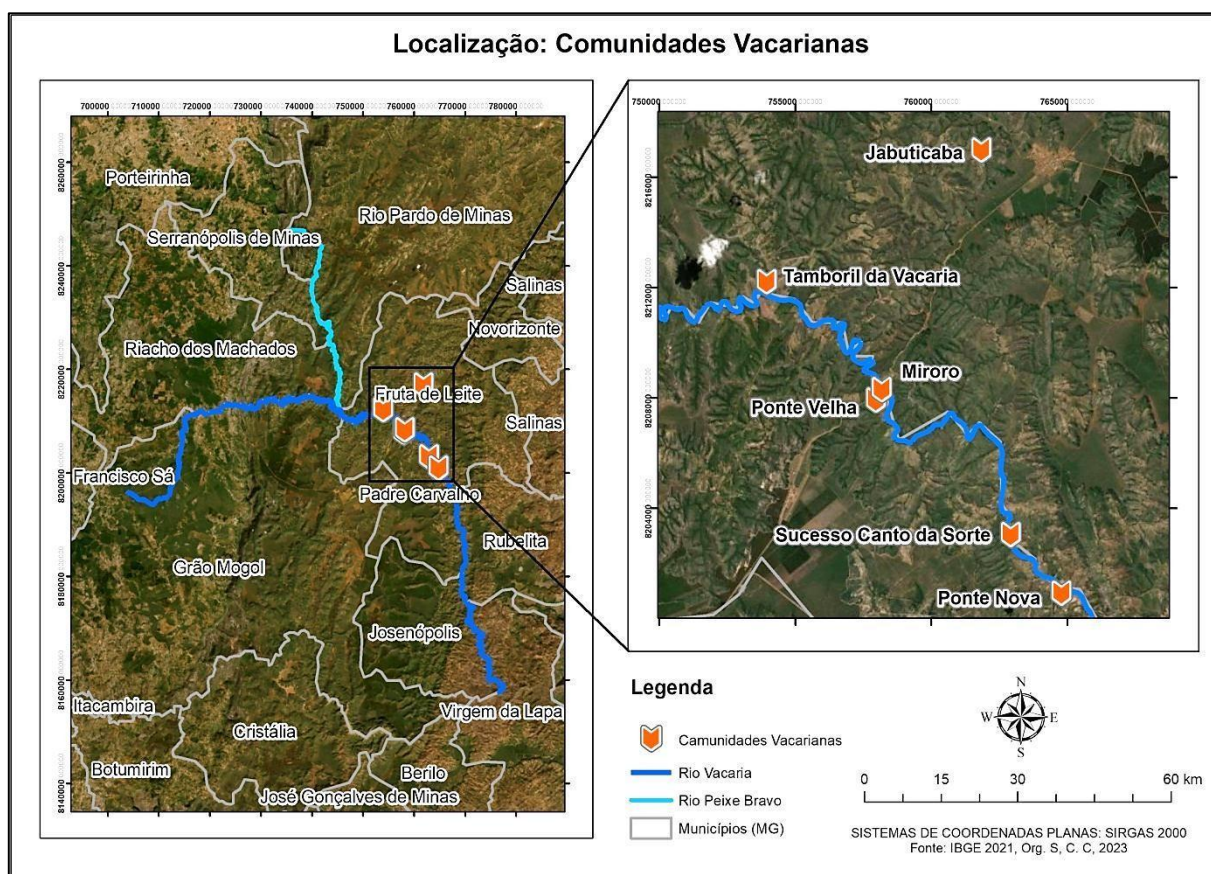 Localização: Comunidades Vacarianas
700000 710000 720000 730000 740000 750000 760000 770000 780000
8260000
8240000
8220000
8200000
8180000
8160000
8140000
Porteirinha
Rio Pardo de Minas
Serranópolis de Minas
Salinas
Novorizonte
Riacho dos Machados
Fruta de Leite
Salinas
Francisco Sá
Padre Carvalho
Rubelita
Grão Mogol
Josenópolis
Itacambira
Virgem da Lapa
Cristália
Botumirim
Berilo
José Gonçalves de Minas
750000 755000 760000 765000
8216000
8212000
8208000
8204000
Jabuticaba
Tamboril da Vacaria
Miroro
Ponte Velha
Sucesso Canto da Sorte
Ponte Nova
Legenda
Camunidades Vacarianas
Rio Vacaria
Rio Peixe Bravo
Municípios (MG)
N
W E
S
0 15 30 60 km
SISTEMAS DE COORDENADAS PLANAS: SIRGAS 2000
Fonte: IBGE 2021, Org. S, C. C, 2023